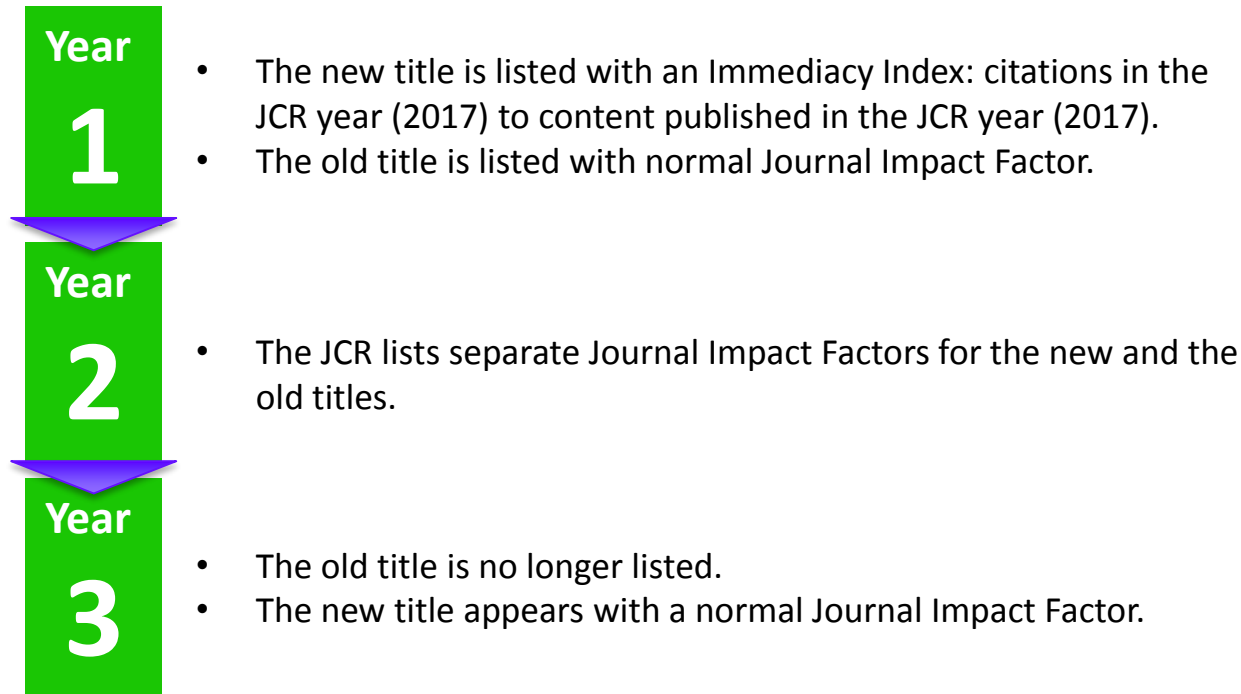 Year
1
• The new title is listed with an Immediacy Index: citations in the
JCR year (2017) to content published in the JCR year (2017).
• The old title is listed with normal Journal Impact Factor.
Year
2
• The JCR lists separate Journal Impact Factors for the new and the
old titles.
Year
3
• The old title is no longer listed.
• The new title appears with a normal Journal Impact Factor.